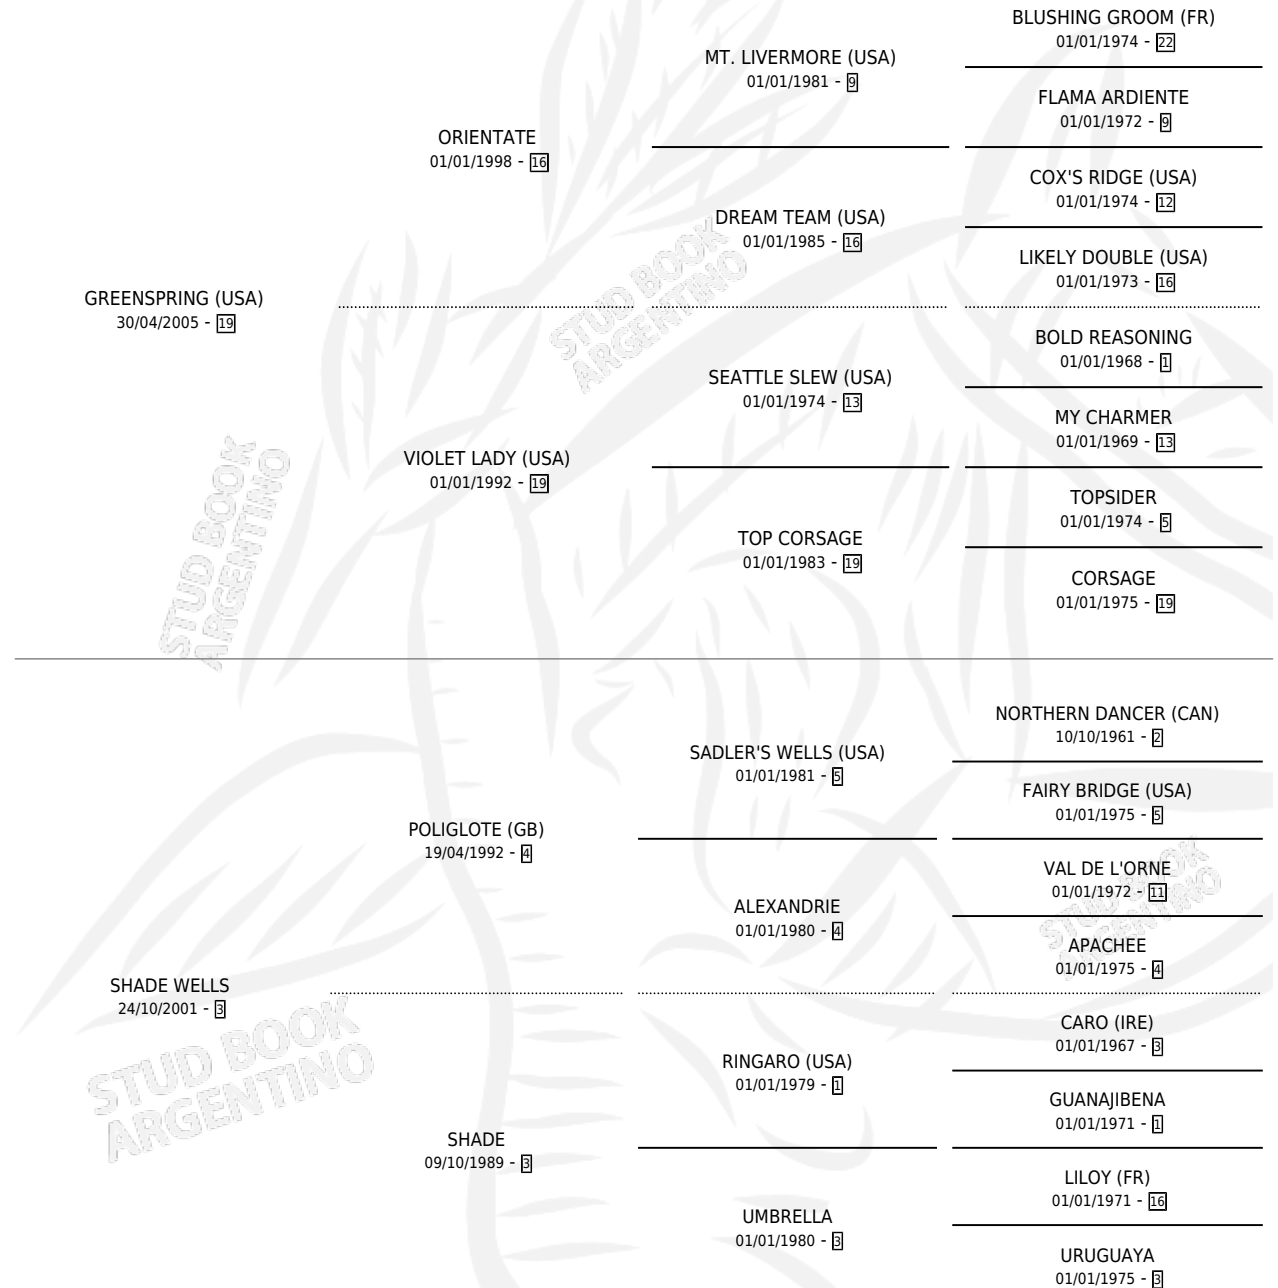 BLUSHING GROOM (FR)
01/01/1974 - 22
MT. LIVERMORE (USA)
01/01/1981 - 9
FLAMA ARDIENTE
01/01/1972 - 9
ORIENTATE
01/01/1998 - 16
COX'S RIDGE (USA)
01/01/1974 - 12
DREAM TEAM (USA)
01/01/1985 - 16
LIKELY DOUBLE (USA)
01/01/1973 - 16
GREENSPRING (USA)
30/04/2005 - 19
STUD BOOK
ARGENTINO
BOLD REASONING
01/01/1968 - 1
SEATTLE SLEW (USA)
01/01/1974 - 13
MY CHARMER
01/01/1969 - 13
VIOLET LADY (USA)
01/01/1992 - 19
TOPSIDER
01/01/1974 - 5
TOP CORSAGE
01/01/1983 - 19
CORSAGE
01/01/1975 - 19
STUD BOOK
ARGENTINO
NORTHERN DANCER (CAN)
10/10/1961 - 2
SADLER'S WELLS (USA)
01/01/1981 - 5
FAIRY BRIDGE (USA)
01/01/1975 - 5
POLIGLOTE (GB)
19/04/1992 - 4
VAL DE L'ORNE
01/01/1972 - 11
ALEXANDRIE
01/01/1980 - 4
APACHEE
01/01/1975 - 4
STUD BOOK
ARGENTINO
SHADE WELLS
24/10/2001 - 3
CARO (IRE)
01/01/1967 - 3
RINGARO (USA)
01/01/1979 - 1
GUANAJIBENA
01/01/1971 - 1
STUD BOOK
ARGENTINO
SHADE
09/10/1989 - 3
LILOY (FR)
01/01/1971 - 16
UMBRELLA
01/01/1980 - 3
URUGUAYA
01/01/1975 - 3